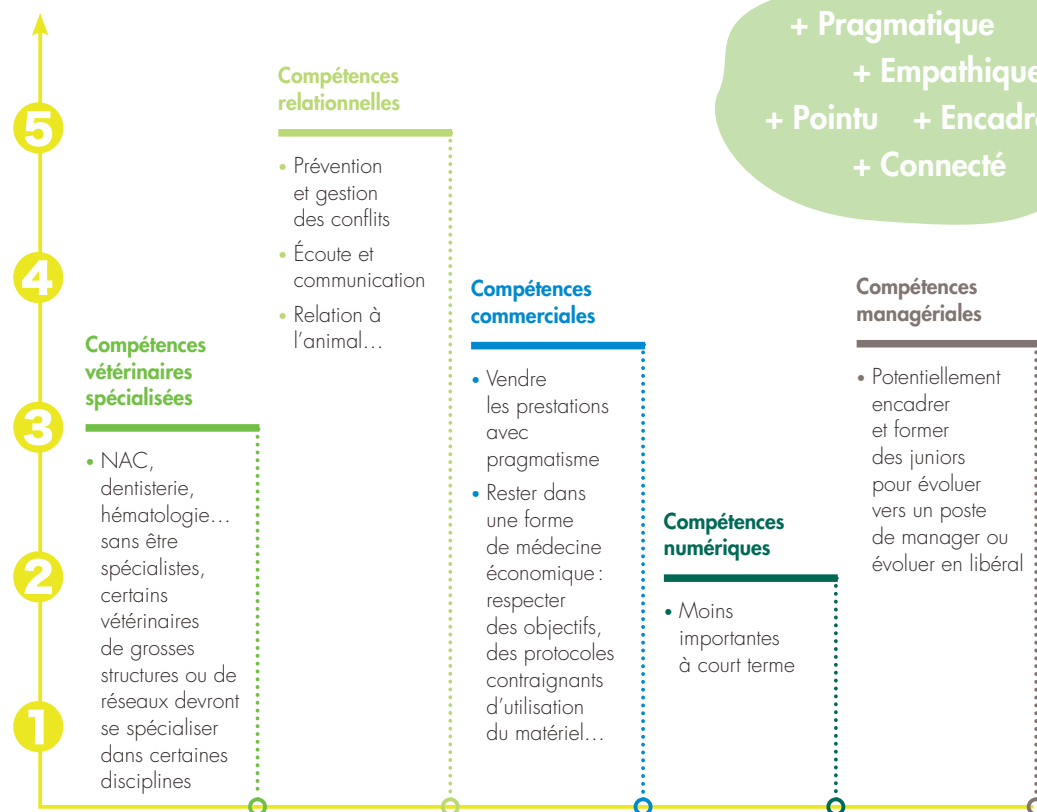 + Pragmatique
+ Empathique
+ Pointu + Encadr
+ Connecté
5
4
3
2
1
Compétences
vétérinaires
spécialisées
• NAC,
dentisterie,
hématologie…
sans être
spécialistes,
certains
vétérinaires
de grosses
structures ou de
réseaux devront
se spécialiser
dans certaines
disciplines
Compétences
relationnelles
• Prévention
et gestion
des conflits
• Écoute et
communication
• Relation à
l’animal…
Compétences
commerciales
• Vendre
les prestations
avec
pragmatisme
• Rester dans
une forme
de médecine
économique :
respecter
des objectifs,
des protocoles
contraignants
d’utilisation
du matériel…
Compétences
numériques
• Moins
importantes
à court terme
Compétences
managériales
• Potentiellement
encadrer
et former
des juniors
pour évoluer
vers un poste
de manager ou
évoluer en libéral